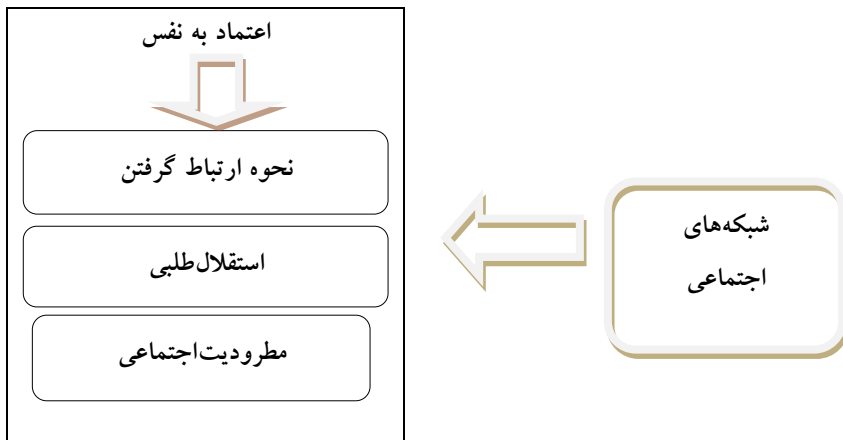 اعتماد به نفس
نحوه ارتباط گرفتن
استقلال‌طلبی
مطرودیت‌اجتماعی
شبکه‌های
اجتماعی